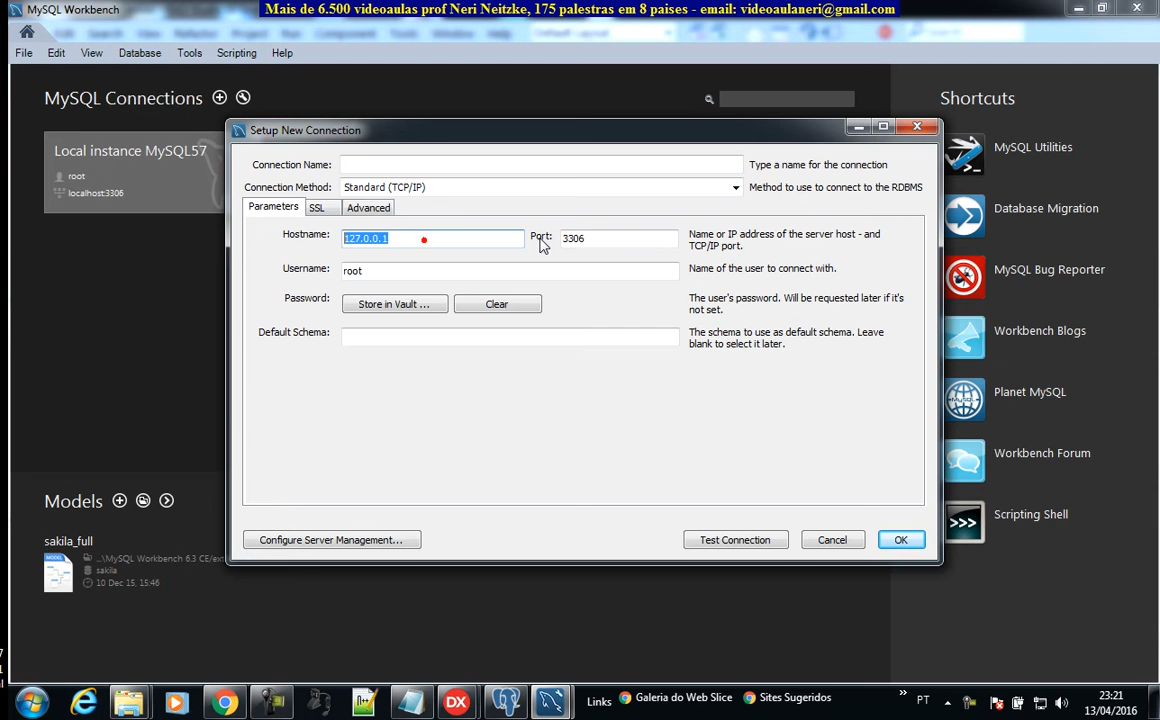 MySQL Workbench
Mais de 6.500 videoaulas prof Neri Neitzke, 175 palestras em 8 paises - email: videoaulaneri@gmail.com
File Edit View Database Tools Scripting Help
MySQL Connections
Shortcuts
Local instance MySQL57
root
localhost:3306
Setup New Connection
Connection Name:
Type a name for the connection
Connection Method: Standard (TCP/IP)
Method to use to connect to the RDBMS
Parameters SSL Advanced
Hostname: 127.0.0.1 Port: 3306
Name or IP address of the server host - and
TCP/IP port.
Username: root
Name of the user to connect with.
Password: Store in Vault ... Clear
The user's password. Will be requested later if it's
not set.
Default Schema:
The schema to use as default schema. Leave
blank to select it later.
Configure Server Management... Test Connection Cancel OK
MySQL Utilities
Database Migration
MySQL Bug Reporter
Workbench Blogs
Planet MySQL
Workbench Forum
Scripting Shell
Models
sakila_full
..\MySQL Workbench 6.3 CE/ext
sakila
10 Dec 15, 15:46
Links Galeria do Web Slice Sites Sugeridos » PT
23:21
13/04/2016